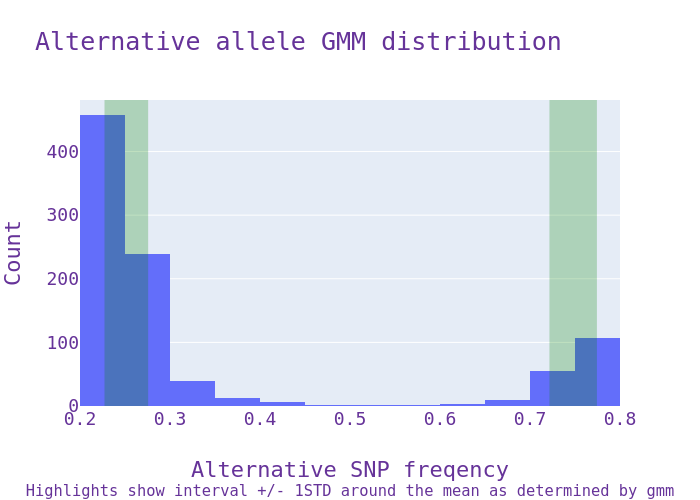 Alternative allele GMM distribution
Count
400
300
200
100
0
0.2 0.3 0.4 0.5 0.6 0.7 0.8
Alternative SNP freqency
Highlights show interval +/- 1STD around the mean as determined by gmm